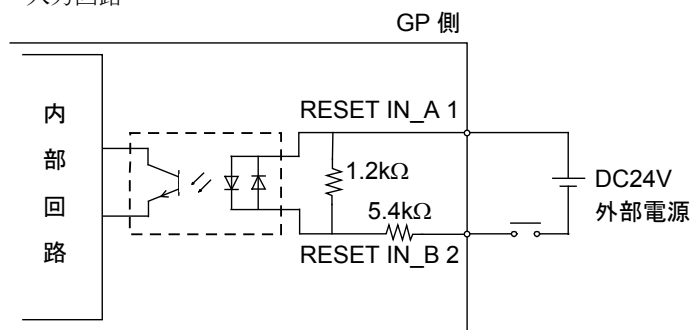 入力回路
GP 側
内部回路
RESET IN_A 1
1.2kΩ
5.4kΩ
RESET IN_B 2
DC24V
外部電源